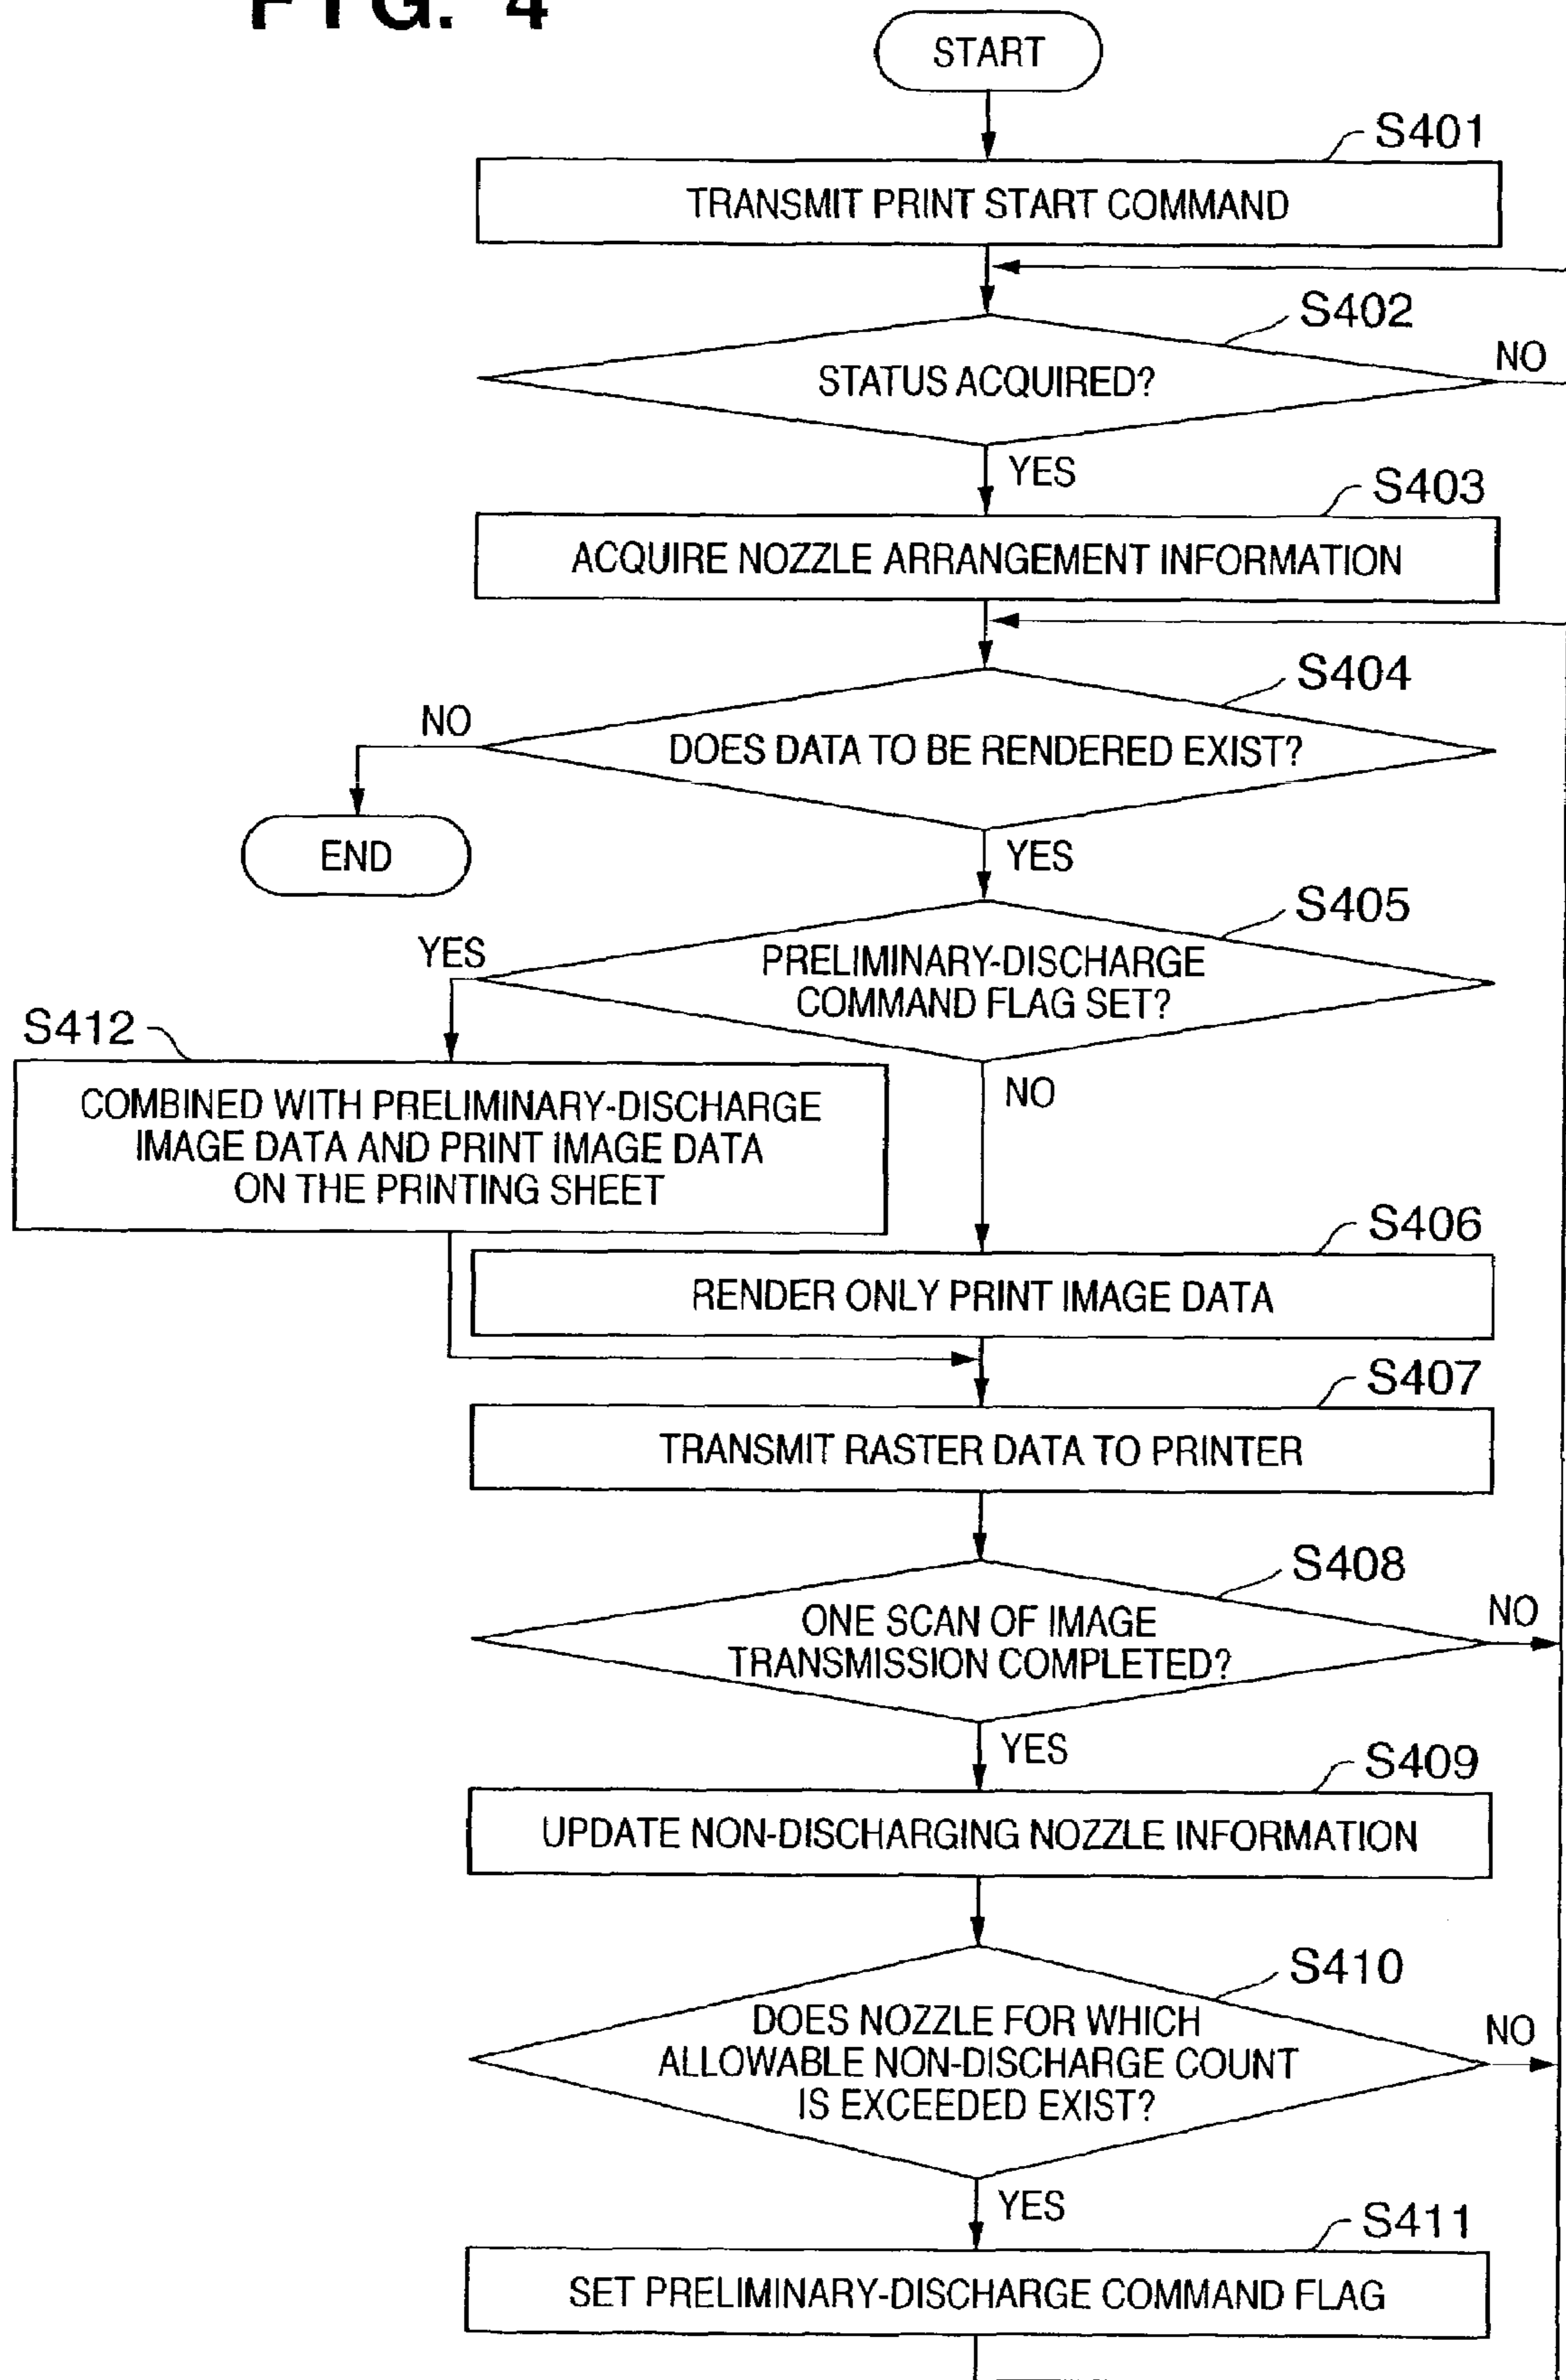 FIG. 4
START
S401
TRANSMIT PRINT START COMMAND
S402
STATUS ACQUIRED?
NO
YES
S403
ACQUIRE NOZZLE ARRANGEMENT INFORMATION
S404
NO
DOES DATA TO BE RENDERED EXIST?
END
YES
S405
YES
PRELIMINARY-DISCHARGE
COMMAND FLAG SET?
S412
COMBINED WITH PRELIMINARY-DISCHARGE
IMAGE DATA AND PRINT IMAGE DATA
ON THE PRINTING SHEET
NO
S406
RENDER ONLY PRINT IMAGE DATA
S407
TRANSMIT RASTER DATA TO PRINTER
S408
ONE SCAN OF IMAGE
TRANSMISSION COMPLETED?
NO
YES
S409
UPDATE NON-DISCHARGING NOZZLE INFORMATION
S410
DOES NOZZLE FOR WHICH
ALLOWABLE NON-DISCHARGE COUNT
IS EXCEEDED EXIST?
NO
YES
S411
SET PRELIMINARY-DISCHARGE COMMAND FLAG